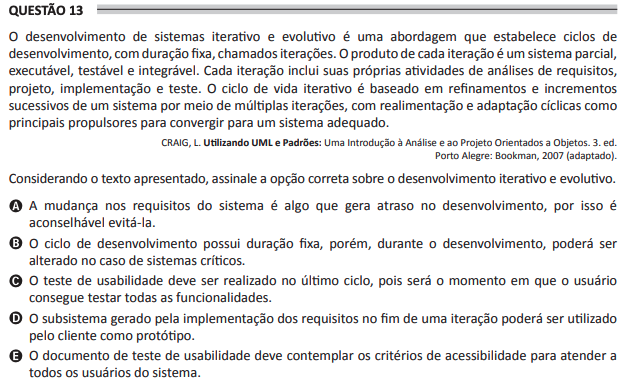 QUESTÃO 13
O desenvolvimento de sistemas iterativo e evolutivo é uma abordagem que estabelece ciclos de
desenvolvimento, com duração fixa, chamados iterações. O produto de cada iteração é um sistema parcial,
executável, testável e integrável. Cada iteração inclui suas próprias atividades de análises de requisitos,
projeto, implementação e teste. O ciclo de vida iterativo é baseado em refinamentos e incrementos
sucessivos de um sistema por meio de múltiplas iterações, com realimentação e adaptação cíclicas como
principais propulsores para convergir para um sistema adequado.
CRAIG, L. Utilizando UML e Padrões: Uma Introdução à Análise e ao Projeto Orientados a Objetos. 3. ed.
Porto Alegre: Bookman, 2007 (adaptado).
Considerando o texto apresentado, assinale a opção correta sobre o desenvolvimento iterativo e evolutivo.
A A mudança nos requisitos do sistema é algo que gera atraso no desenvolvimento, por isso é
aconselhável evitá-la.
B O ciclo de desenvolvimento possui duração fixa, porém, durante o desenvolvimento, poderá ser
alterado no caso de sistemas críticos.
C O teste de usabilidade deve ser realizado no último ciclo, pois será o momento em que o usuário
consegue testar todas as funcionalidades.
D O subsistema gerado pela implementação dos requisitos no fim de uma iteração poderá ser utilizado
pelo cliente como protótipo.
E O documento de teste de usabilidade deve contemplar os critérios de acessibilidade para atender a
todos os usuários do sistema.